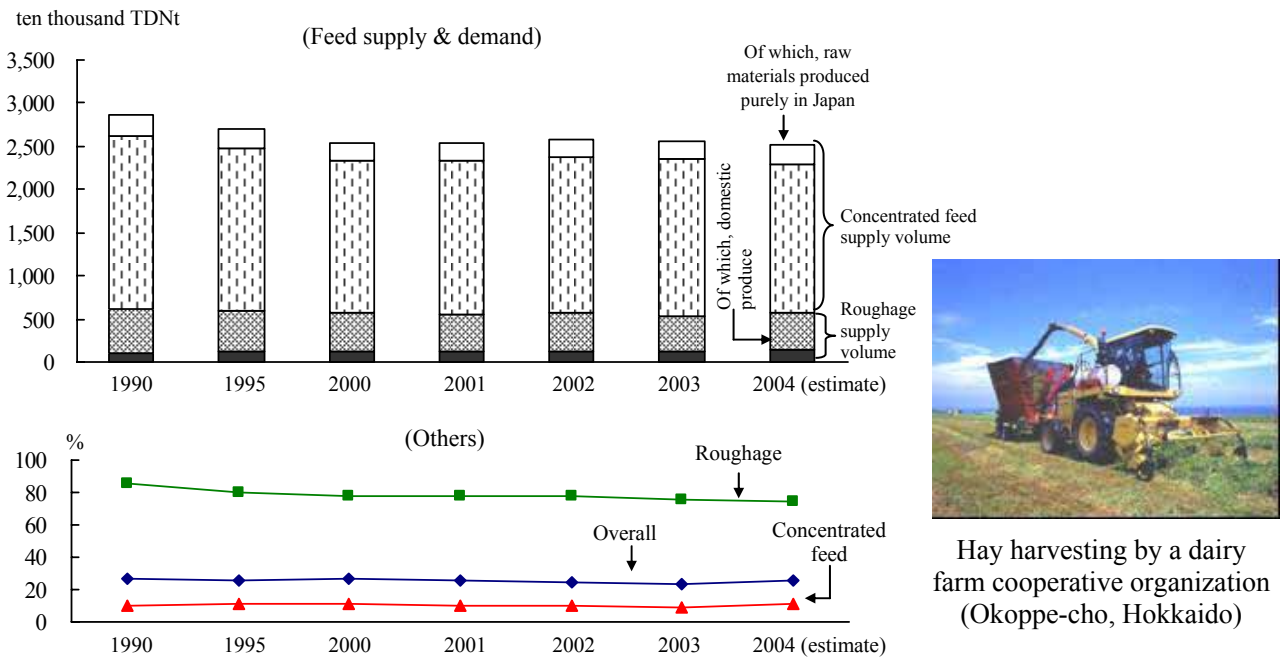 ten thousand TDNt
(Feed supply & demand)
3,500
3,000
2,500
2,000
1,500
1,000
500
0
1990 1995 2000 2001 2002 2003 2004 (estimate)
Of which, raw
materials produced
purely in Japan
Of which, domestic
produce
Concentrated feed
supply volume
Roughage
supply
volume
(Others)
%
100
80
60
40
20
0
Roughage
Overall
Concentrated
feed
1990 1995 2000 2001 2002 2003 2004 (estimate)
Hay harvesting by a dairy
farm cooperative organization
(Okoppe-cho, Hokkaido)